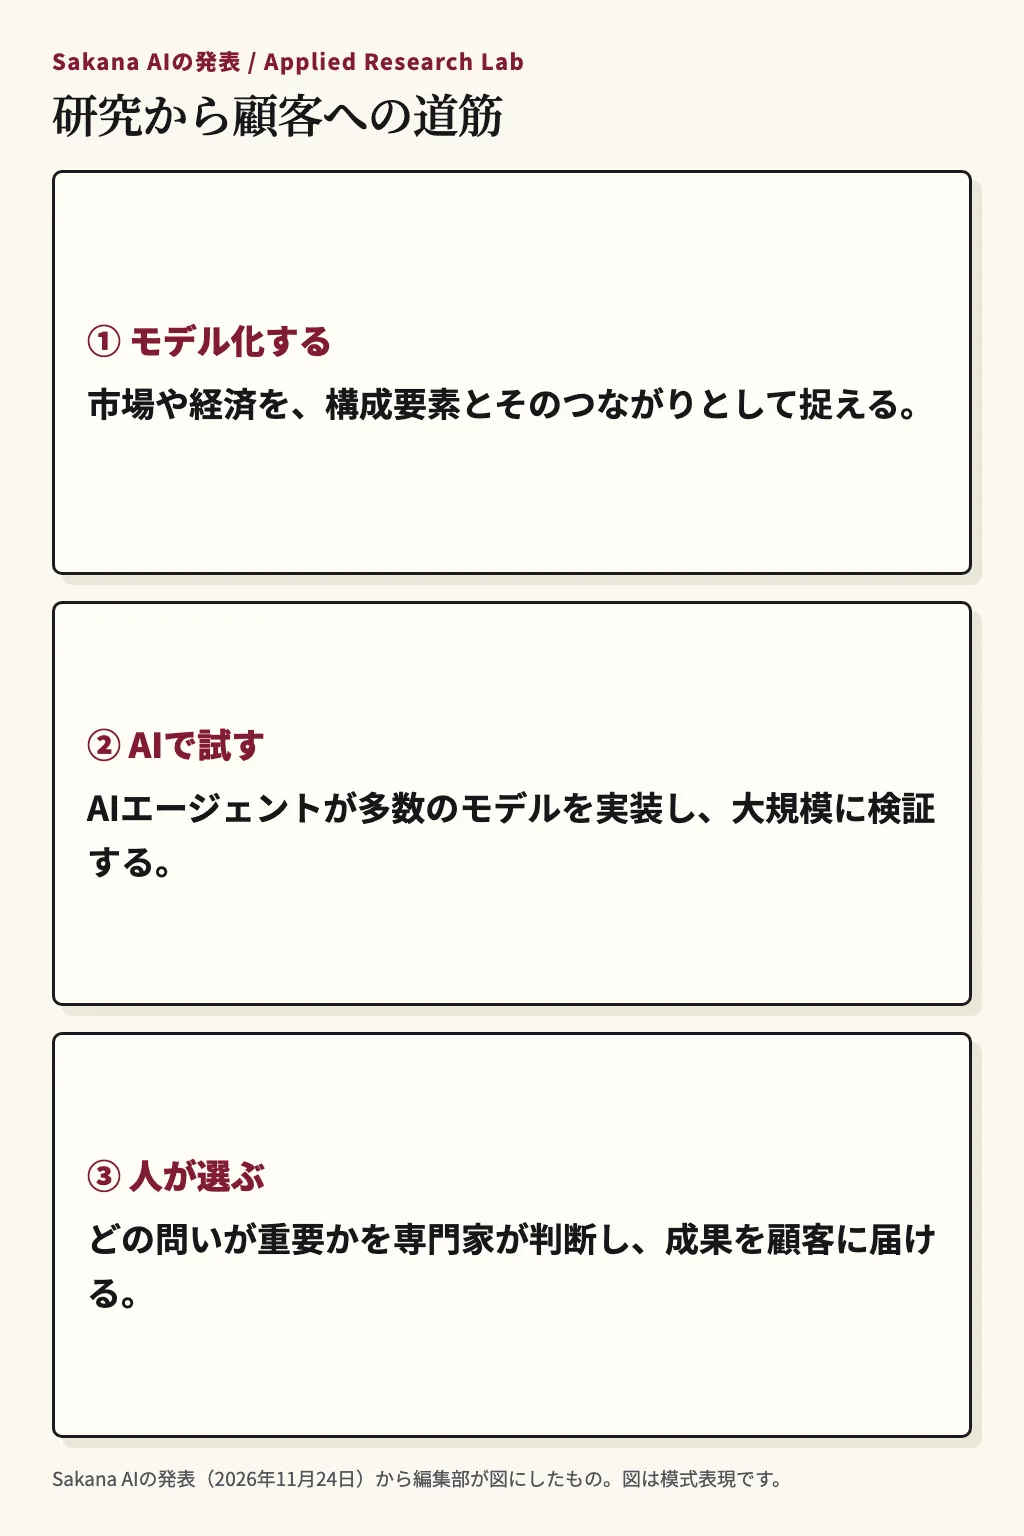 Sakana AIの発表 / Applied Research Lab
研究から顧客への道筋
① モデル化する
市場や経済を、構成要素とそのつながりとして捉える。
② AIで試す
AIエージェントが多数のモデルを実装し、大規模に検証
する。
③ 人が選ぶ
どの問いが重要かを専門家が判断し、成果を顧客に届け
る。
Sakana AIの発表（2026年11月24日）から編集部が図にしたもの。図は模式表現です。